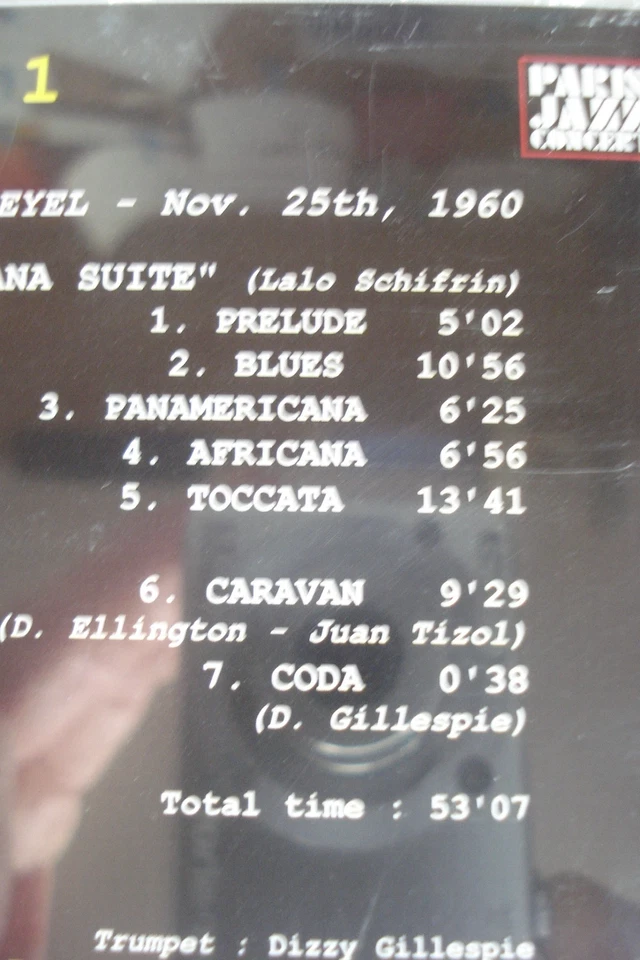 1
PARIS
JAZZ
CONCERT
EYEL - Nov. 25th, 1960
ANA SUITE" (Lalo Schifrin)
1. PRELUDE 5'02
2. BLUES 10'56
3. PANAMERICANA 6'25
4. AFRICANA 6'56
5. TOCCATA 13'41
6. CARAVAN 9'29
(D. Ellington - Juan Tizol)
7. CODA 0'38
(D. Gillespie)
Total time : 53'07
Trumpet : Dizzy Gillespie